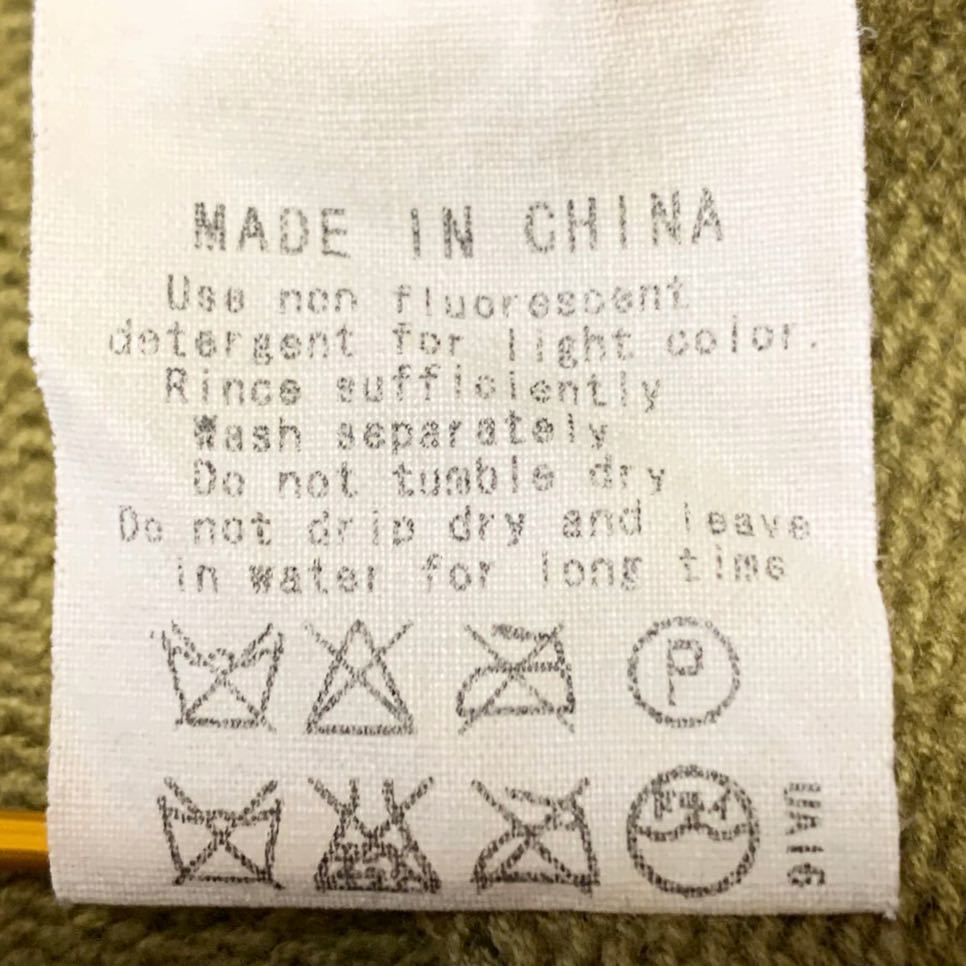 MADE IN CHINA
Use non fluorescent
detergent for light color.
Rince sufficiently
Wash separately
Do not tumble dry
Do not drip dry and leave
in water for long time
P
UA16